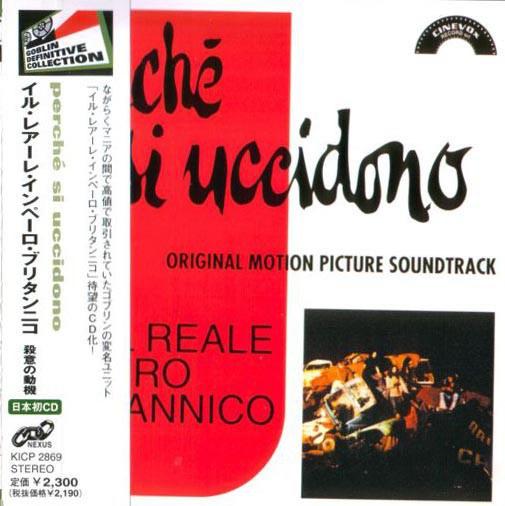 GOBLIN
DEFINITIVE
COLLECTION
perché si uccidono
イル・レアーレ・インペーロ・ブリタンニコ
殺意の動機
日本初CD
NEXUS
KICP 2869
STEREO
定価￥2,300
(税抜価格￥2,190)
ながらくマニアの間で高値で取引されていたゴブリンの変名ユニット
「イル・レアーレ・インペーロ・ブリタンニコ」待望のCD化!
CINEVOX
RECORD
ché
si uccidono
ORIGINAL MOTION PICTURE SOUNDTRACK
L REALE
RO
ANNICO